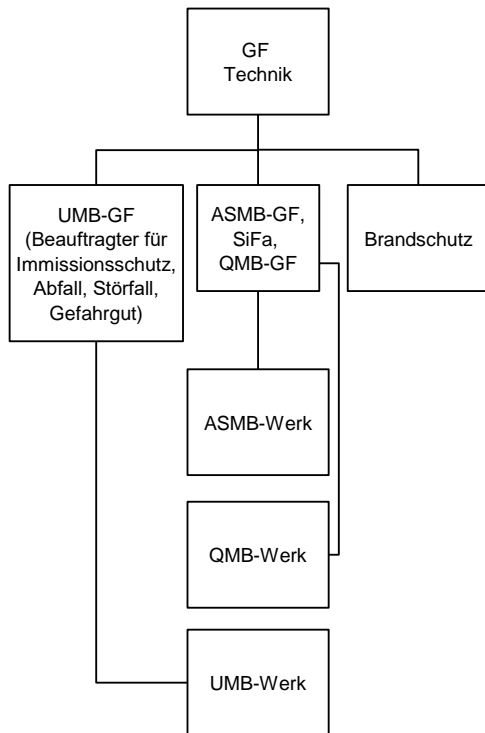 GF
Technik
UMB-GF
(Beauftragter für
Immissionsschutz,
Abfall, Störfall,
Gefahrgut)
ASMB-GF,
SiFa,
QMB-GF
Brandschutz
ASMB-Werk
QMB-Werk
UMB-Werk